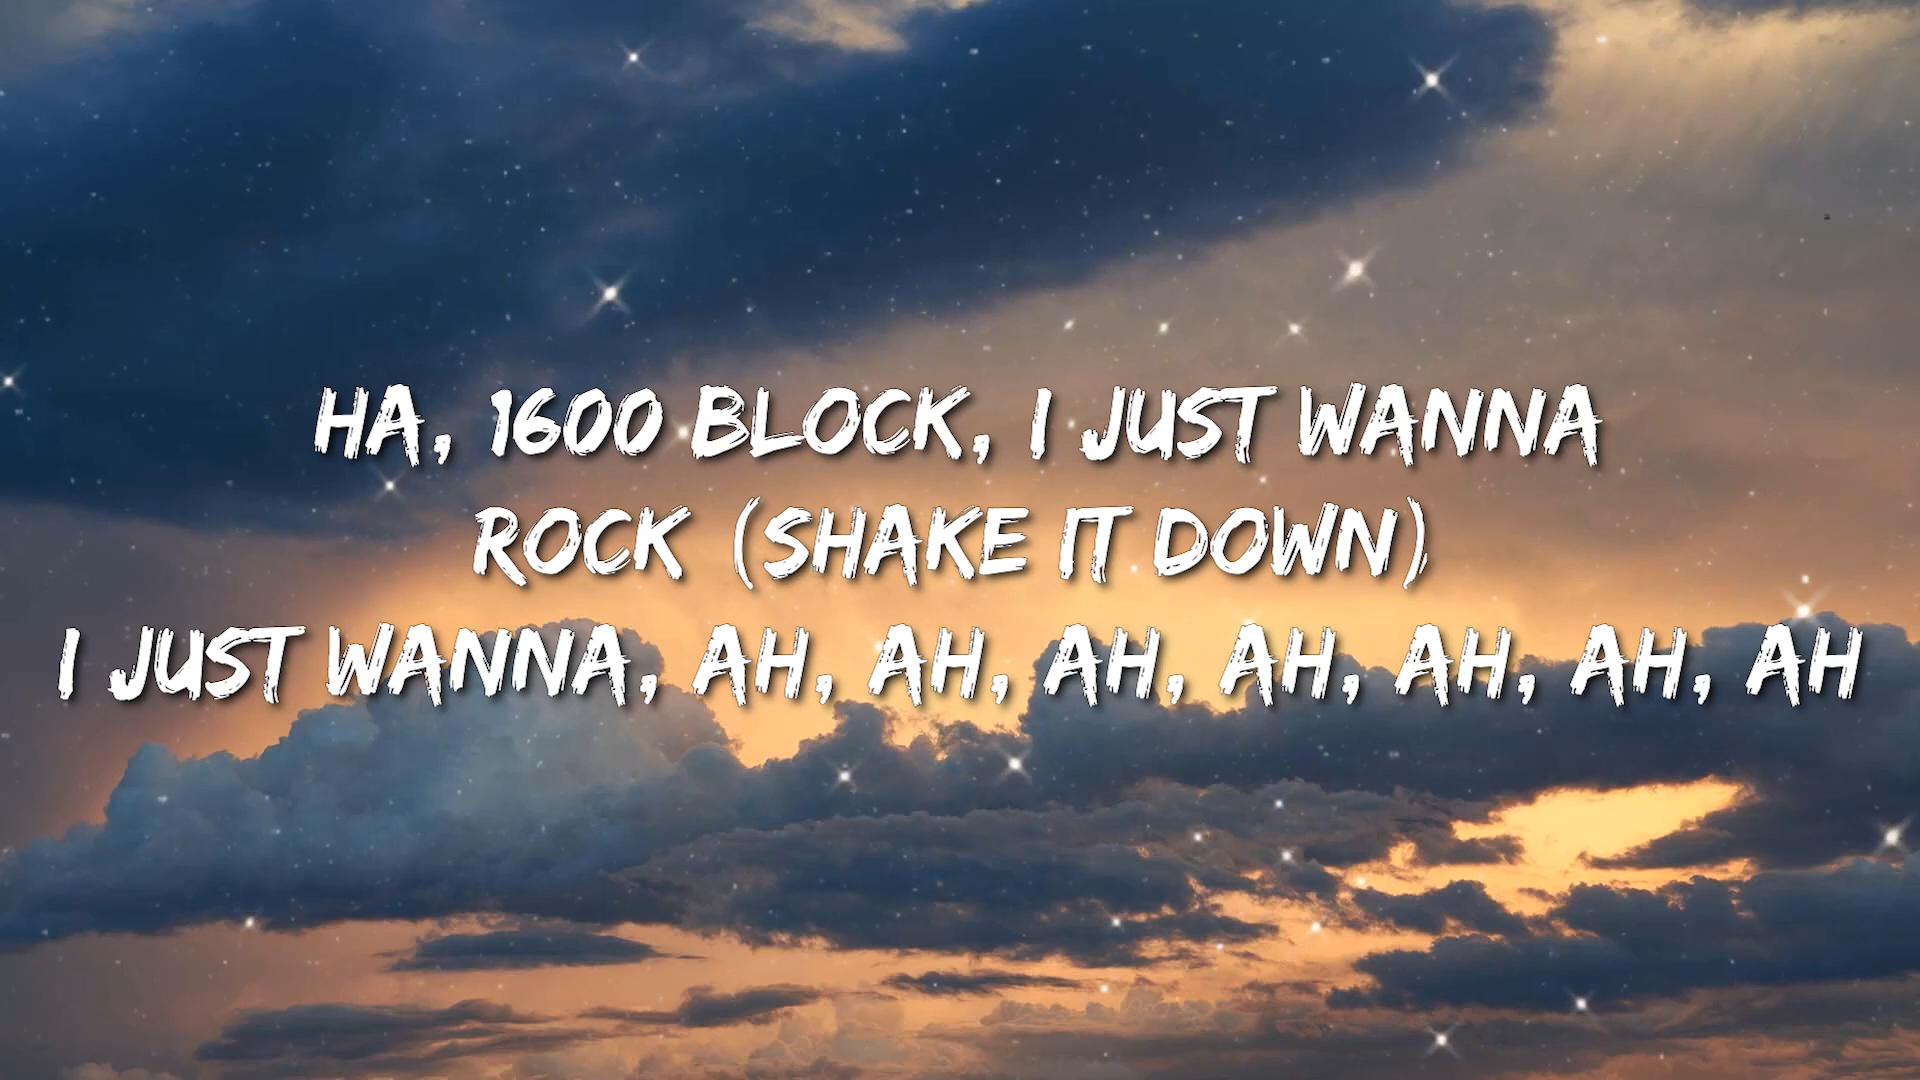 HA, 1600 BLOCK, I JUST WANNA
ROCK (SHAKE IT DOWN)
I JUST WANNA, AH, AH, AH, AH, AH, AH, AH